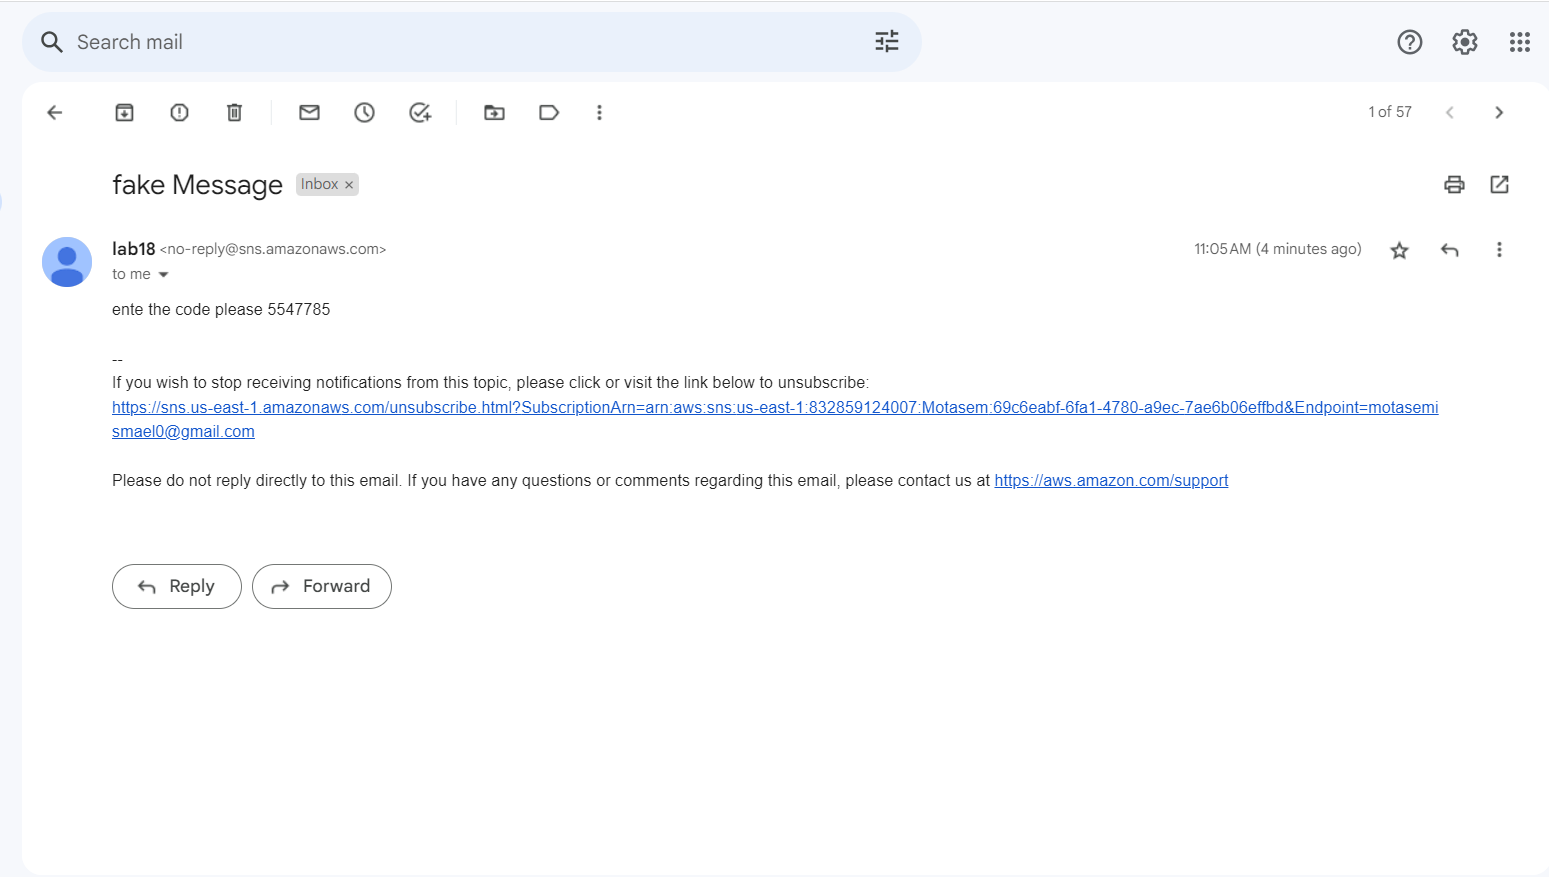 Search mail
1 of 57
fake Message
Inbox ×
lab18 <no-reply@sns.amazonaws.com>
11:05 AM (4 minutes ago)
to me
ente the code please 5547785
--
If you wish to stop receiving notifications from this topic, please click or visit the link below to unsubscribe:
https://sns.us-east-1.amazonaws.com/unsubscribe.html?SubscriptionArn=arn:aws:sns:us-east-1:832859124007:Motasem:69c6eabf-6fa1-4780-a9ec-7ae6b06effbd&Endpoint=motasemi
smael0@gmail.com
Please do not reply directly to this email. If you have any questions or comments regarding this email, please contact us at https://aws.amazon.com/support
Reply
Forward